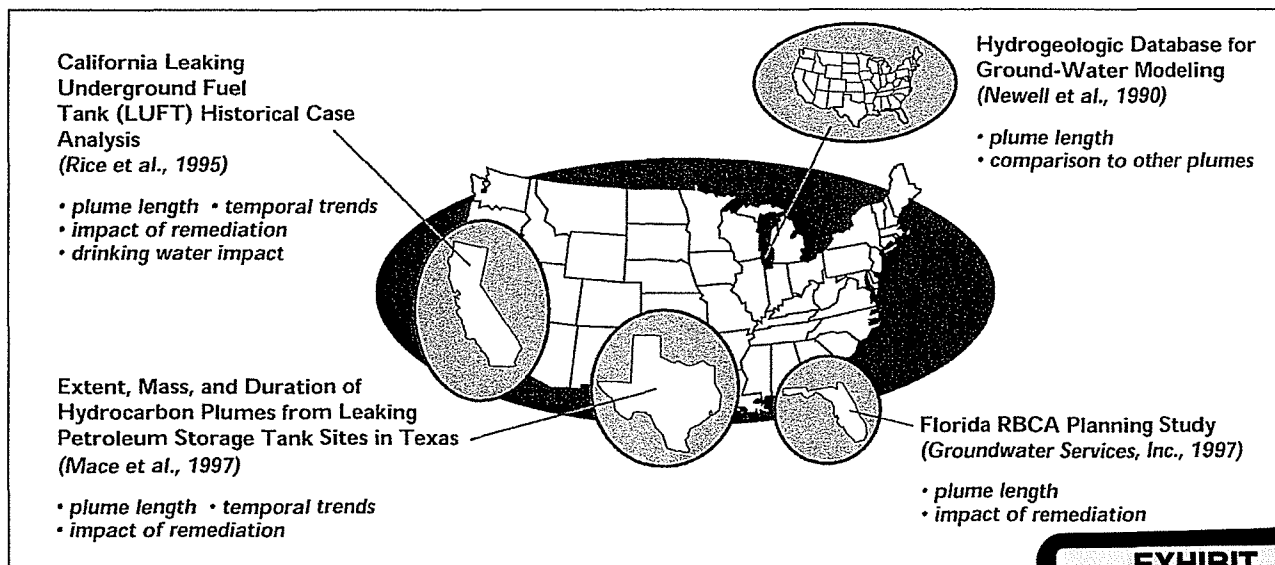 California Leaking
Underground Fuel
Tank (LUFT) Historical Case
Analysis
(Rice et al., 1995)
• plume length • temporal trends
• impact of remediation
• drinking water impact
Hydrogeologic Database for
Ground-Water Modeling
(Newell et al., 1990)
• plume length
• comparison to other plumes
Extent, Mass, and Duration of
Hydrocarbon Plumes from Leaking
Petroleum Storage Tank Sites in Texas
(Mace et al., 1997)
• plume length • temporal trends
• impact of remediation
Florida RBCA Planning Study
(Groundwater Services, Inc., 1997)
• plume length
• impact of remediation
EXHIBIT